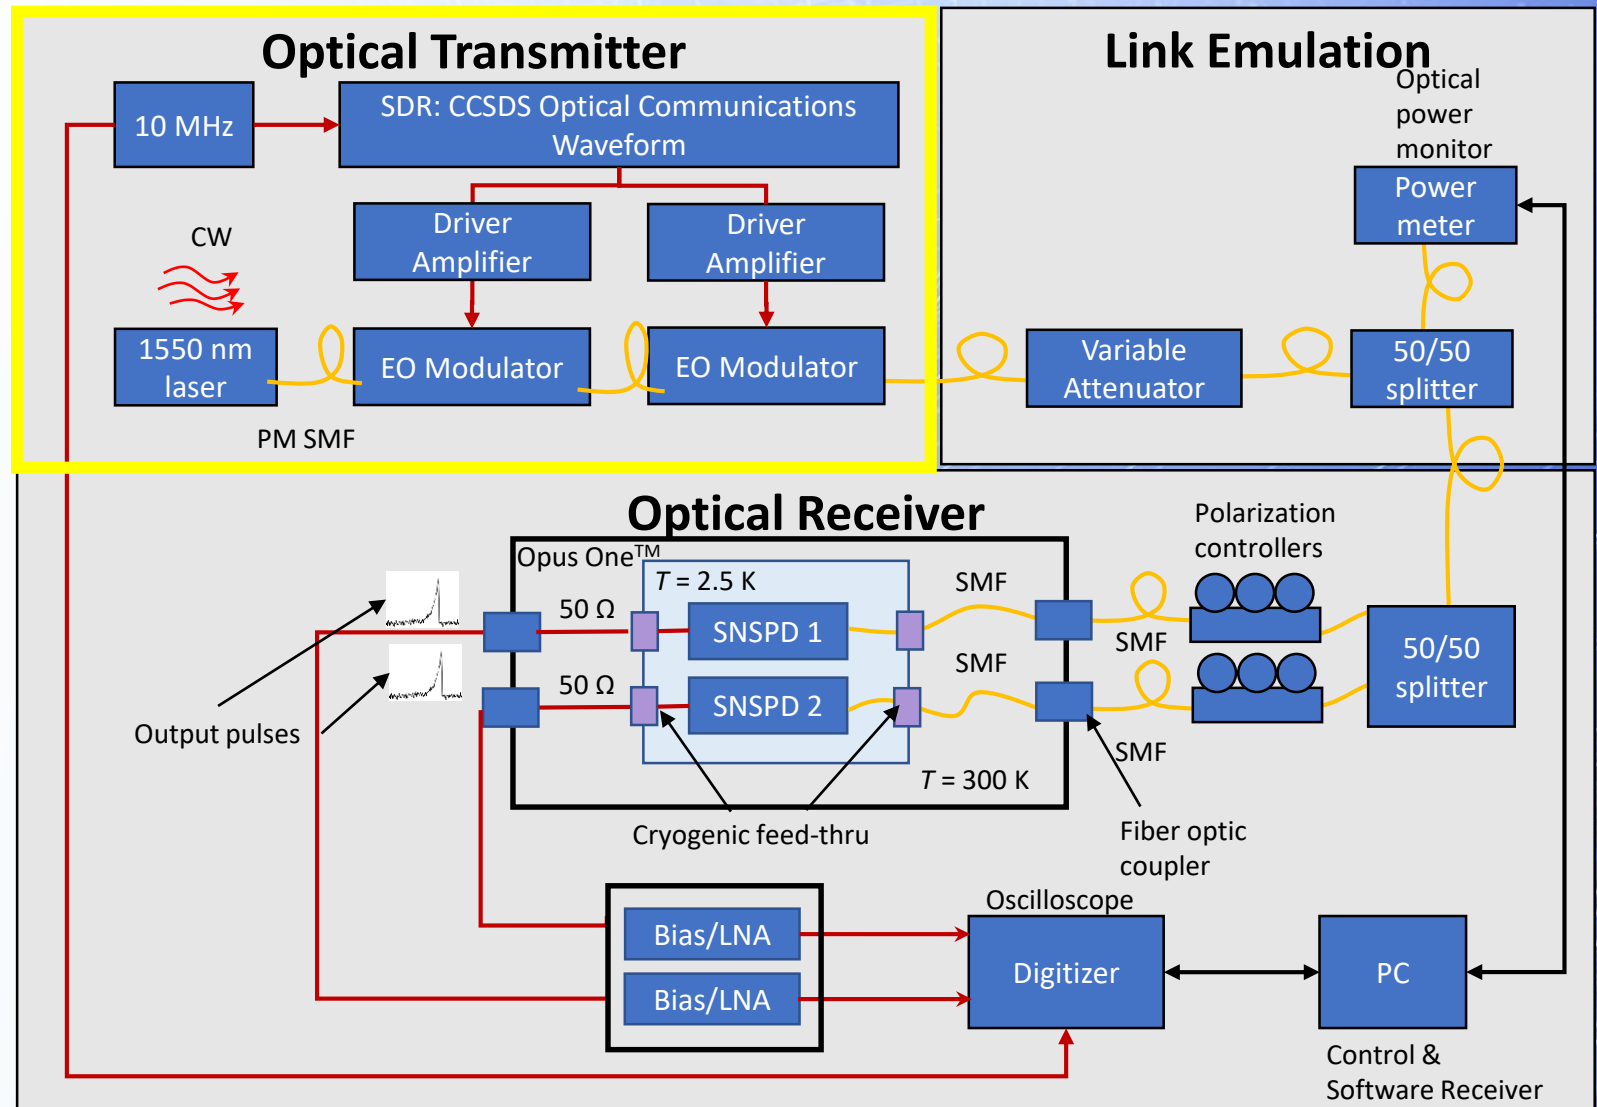 Optical Transmitter
10 MHz
SDR: CCSDS Optical Communications
Waveform
Driver
Amplifier
Driver
Amplifier
CW
1550 nm
laser
EO Modulator
EO Modulator
PM SMF
Link Emulation
Optical
power
monitor
Power
meter
Variable
Attenuator
50/50
splitter
Optical Receiver
Opus One™
T = 2.5 K
50 Ω
SNSPD 1
SMF
50 Ω
SNSPD 2
SMF
T = 300 K
Polarization
controllers
SMF
SMF
50/50
splitter
Output pulses
Cryogenic feed-thru
Fiber optic
coupler
Bias/LNA
Bias/LNA
Oscilloscope
Digitizer
PC
Control &
Software Receiver